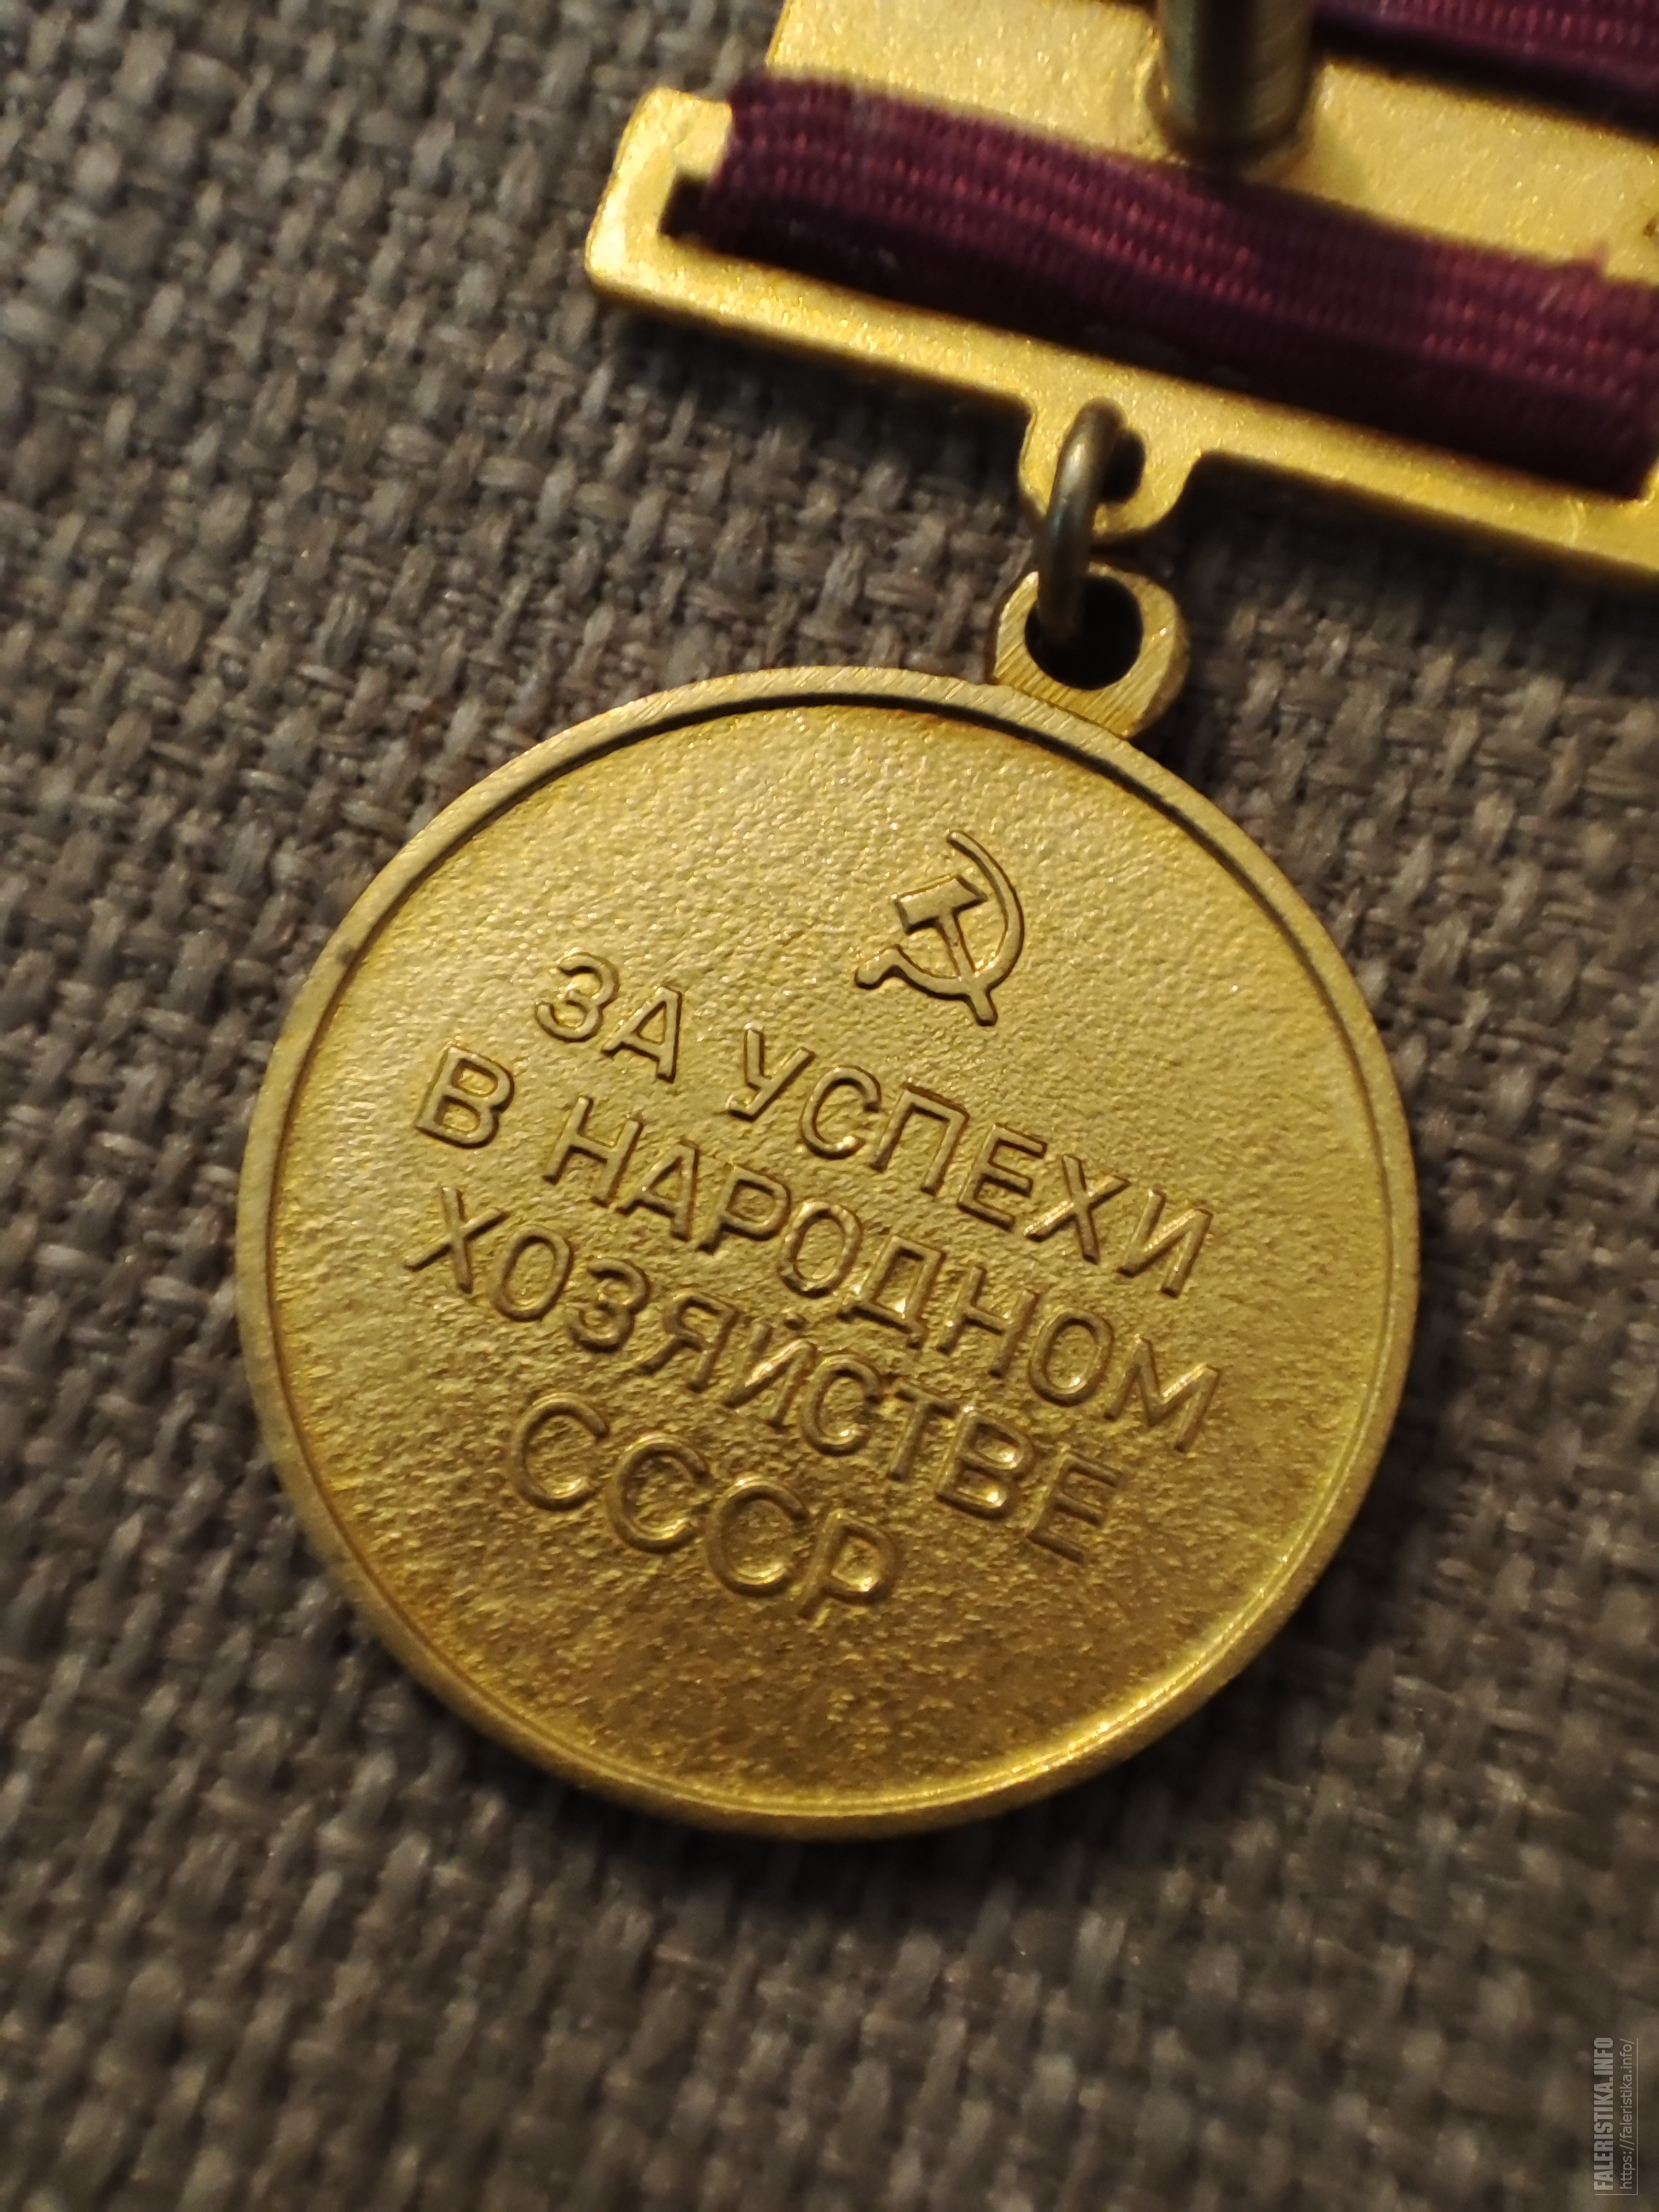 ЗА УСПЕХИ
В НАРОДНОМ
ХОЗЯЙСТВЕ
СССР
FALERISTIKA.INFO
https://faleristika.info/